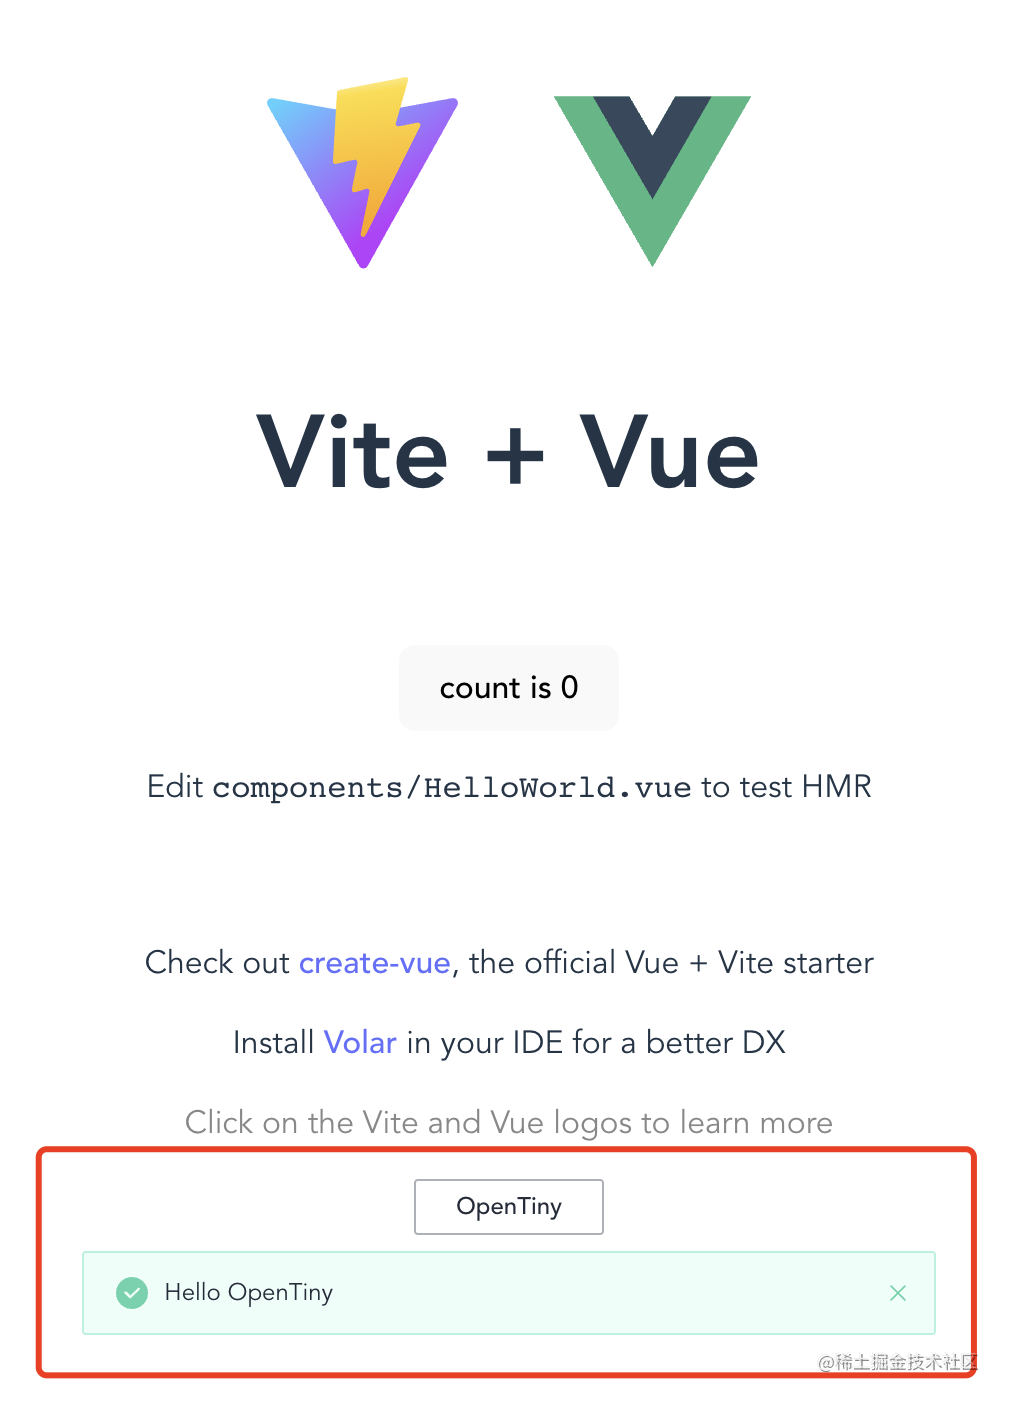 Vite + Vue
count is 0
Edit components/HelloWorld.vue to test HMR
Check out create-vue, the official Vue + Vite starter
Install Volar in your IDE for a better DX
Click on the Vite and Vue logos to learn more
OpenTiny
Hello OpenTiny
@稀土掘金技术社区